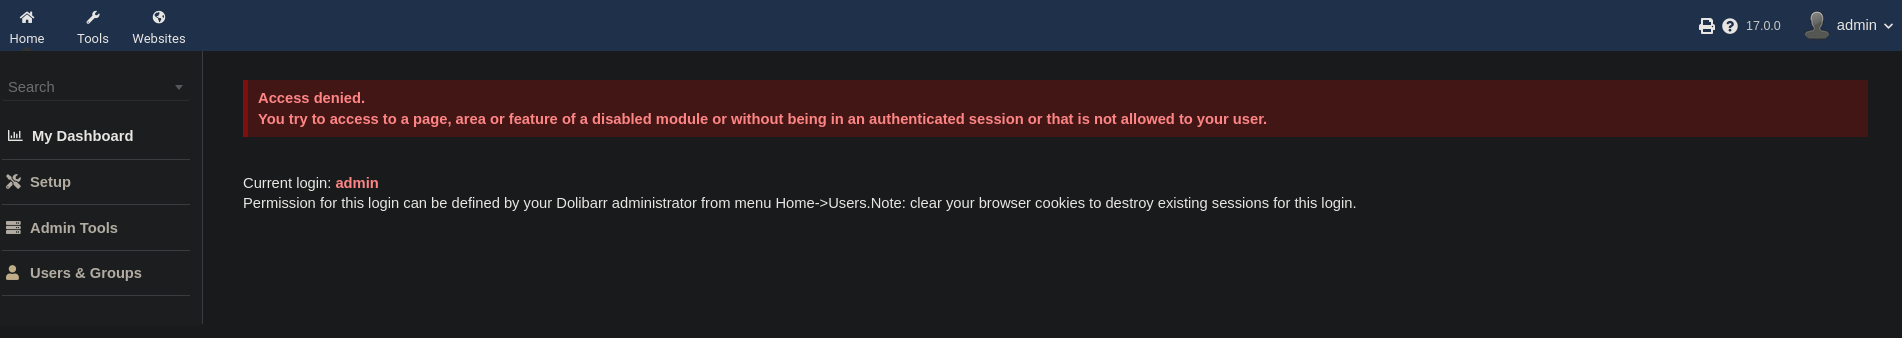 Home Tools Websites 17.0.0 admin
Search
My Dashboard
Setup
Admin Tools
Users & Groups
Access denied.
You try to access to a page, area or feature of a disabled module or without being in an authenticated session or that is not allowed to your user.
Current login: admin
Permission for this login can be defined by your Dolibarr administrator from menu Home->Users.Note: clear your browser cookies to destroy existing sessions for this login.